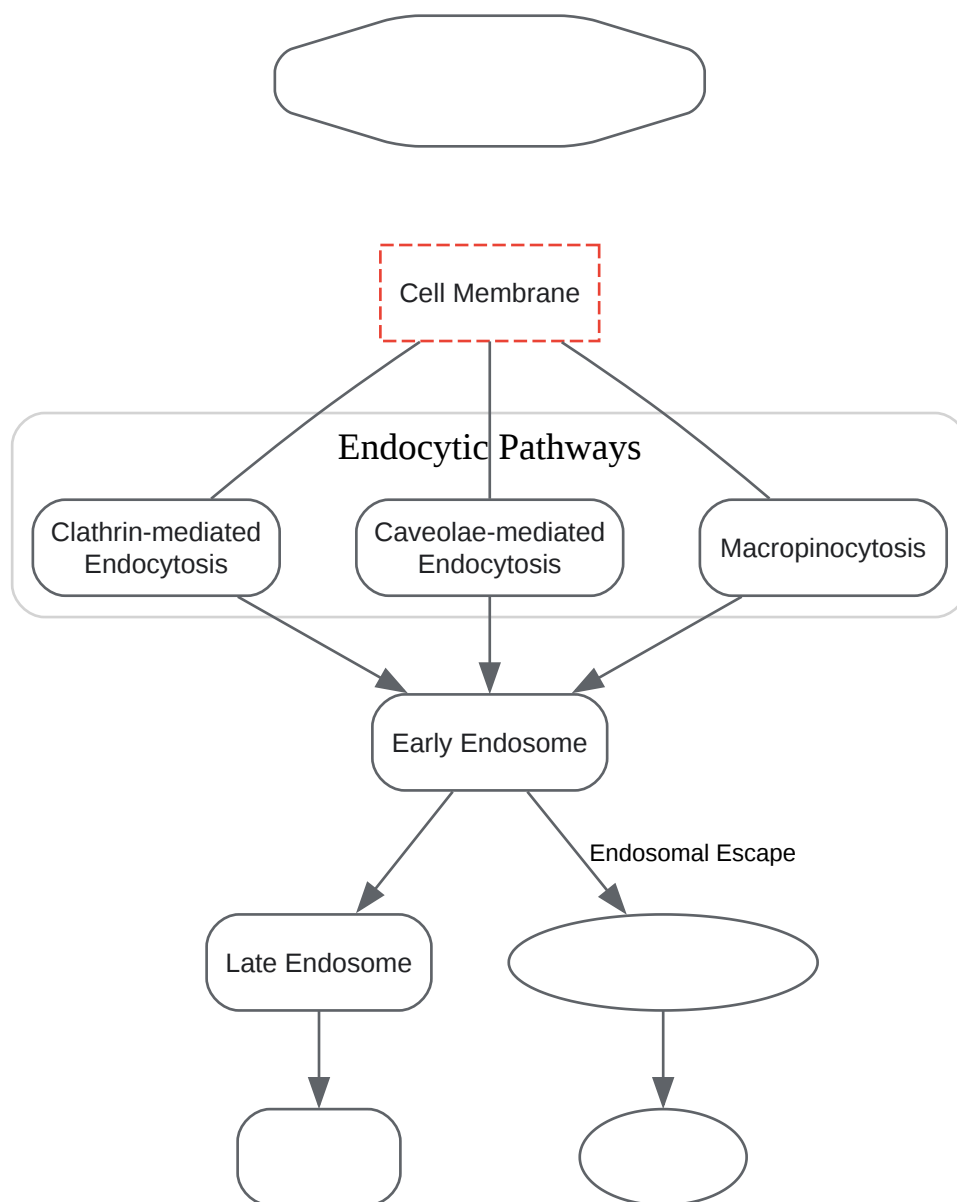 Cell Membrane
Endocytic Pathways
Clathrin-mediated
Endocytosis
Caveolae-mediated
Endocytosis
Macropinocytosis
Early Endosome
Endosomal Escape
Late Endosome